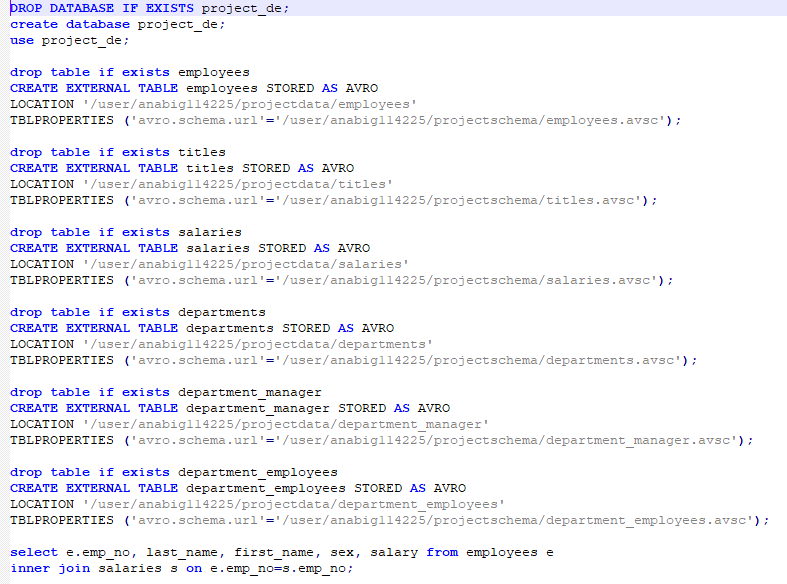 DROP DATABASE IF EXISTS project_de;
create database project_de;
use project_de;

drop table if exists employees
CREATE EXTERNAL TABLE employees STORED AS AVRO
LOCATION '/user/anabig114225/projectdata/employees'
TBLPROPERTIES ('avro.schema.url'='/user/anabig114225/projectschema/employees.avsc');

drop table if exists titles
CREATE EXTERNAL TABLE titles STORED AS AVRO
LOCATION '/user/anabig114225/projectdata/titles'
TBLPROPERTIES ('avro.schema.url'='/user/anabig114225/projectschema/titles.avsc');

drop table if exists salaries
CREATE EXTERNAL TABLE salaries STORED AS AVRO
LOCATION '/user/anabig114225/projectdata/salaries'
TBLPROPERTIES ('avro.schema.url'='/user/anabig114225/projectschema/salaries.avsc');

drop table if exists departments
CREATE EXTERNAL TABLE departments STORED AS AVRO
LOCATION '/user/anabig114225/projectdata/departments'
TBLPROPERTIES ('avro.schema.url'='/user/anabig114225/projectschema/departments.avsc');

drop table if exists department_manager
CREATE EXTERNAL TABLE department_manager STORED AS AVRO
LOCATION '/user/anabig114225/projectdata/department_manager'
TBLPROPERTIES ('avro.schema.url'='/user/anabig114225/projectschema/department_manager.avsc');

drop table if exists department_employees
CREATE EXTERNAL TABLE department_employees STORED AS AVRO
LOCATION '/user/anabig114225/projectdata/department_employees'
TBLPROPERTIES ('avro.schema.url'='/user/anabig114225/projectschema/department_employees.avsc');

select e.emp_no, last_name, first_name, sex, salary from employees e
inner join salaries s on e.emp_no=s.emp_no;